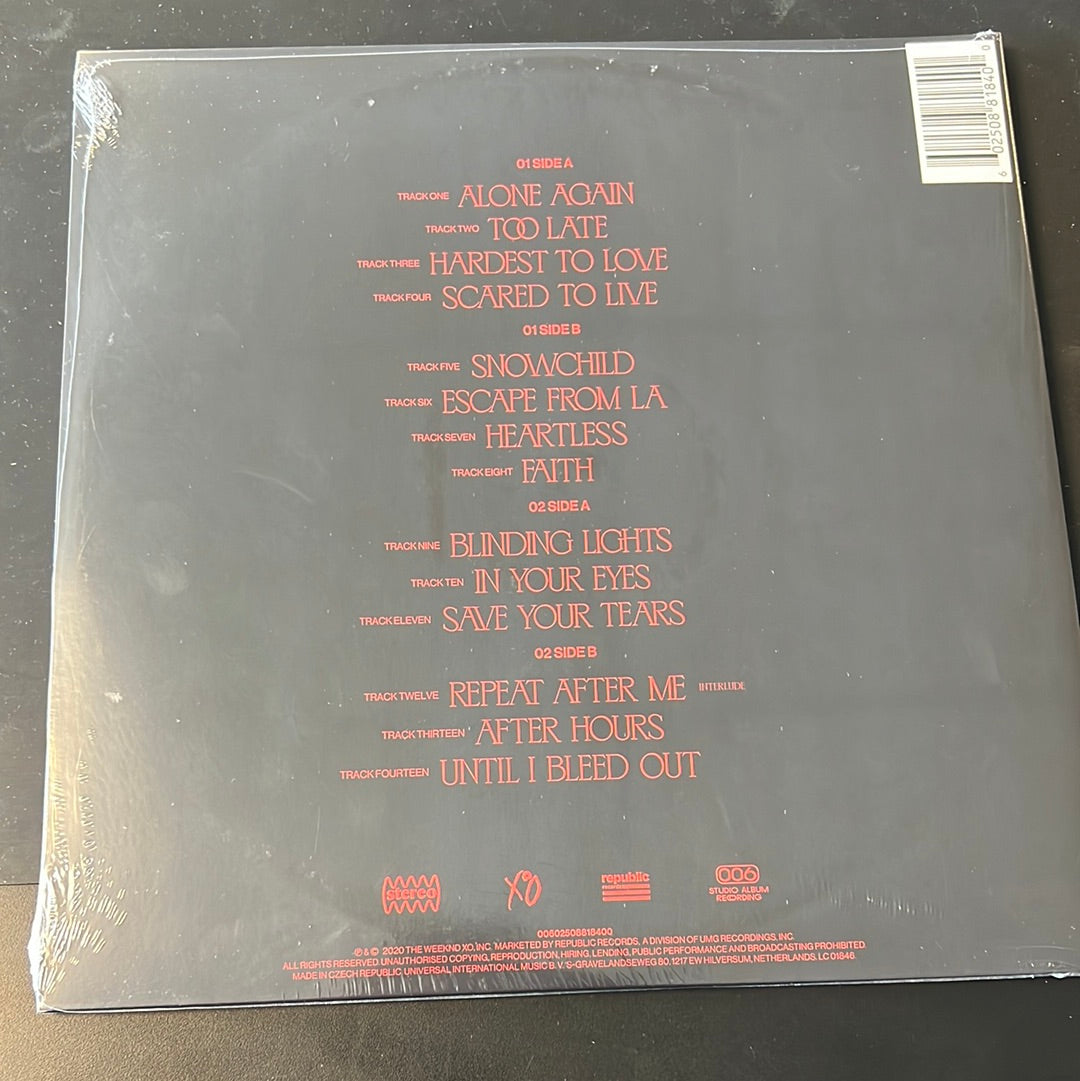 6 02508 81840 0
01 SIDE A
TRACK ONE ALONE AGAIN
TRACK TWO TOO LATE
TRACK THREE HARDEST TO LOVE
TRACK FOUR SCARED TO LIVE
01 SIDE B
TRACK FIVE SNOWCHILD
TRACK SIX ESCAPE FROM LA
TRACK SEVEN HEARTLESS
TRACK EIGHT FAITH
02 SIDE A
TRACK NINE BLINDING LIGHTS
TRACK TEN IN YOUR EYES
TRACK ELEVEN SAVE YOUR TEARS
02 SIDE B
TRACK TWELVE REPEAT AFTER ME INTERLUDE
TRACK THIRTEEN AFTER HOURS
TRACK FOURTEEN UNTIL I BLEED OUT
stereo XO republic 006
STUDIO ALBUM
RECORDING
00602508818400
℗ & © 2020 THE WEEKND XO, INC. MARKETED BY REPUBLIC RECORDS, A DIVISION OF UMG RECORDINGS, INC.
ALL RIGHTS RESERVED. UNAUTHORISED COPYING, REPRODUCTION, HIRING, LENDING, PUBLIC PERFORMANCE AND BROADCASTING PROHIBITED.
MADE IN CZECH REPUBLIC UNIVERSAL INTERNATIONAL MUSIC B.V. 'S-GRAVELANDSEWEG 80, 1217 EW HILVERSUM, NETHERLANDS. LC 01846.